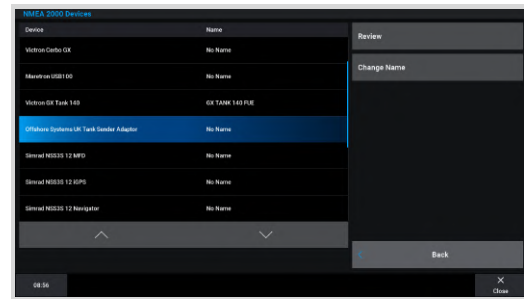 NMEA 2000 Devices
Device Name
Victron Cerbo GX No Name
Maretron USB100 No Name
Victron GX Tank 140 GX TANK 140 FUE
Offshore Systems UK Tank Sender Adaptor No Name
Simrad NSS3S 12 MFD No Name
Simrad NSS3S 12 iGPS No Name
Simrad NSS3S 12 Navigator No Name
Review
Change Name
Back
08:56
Close